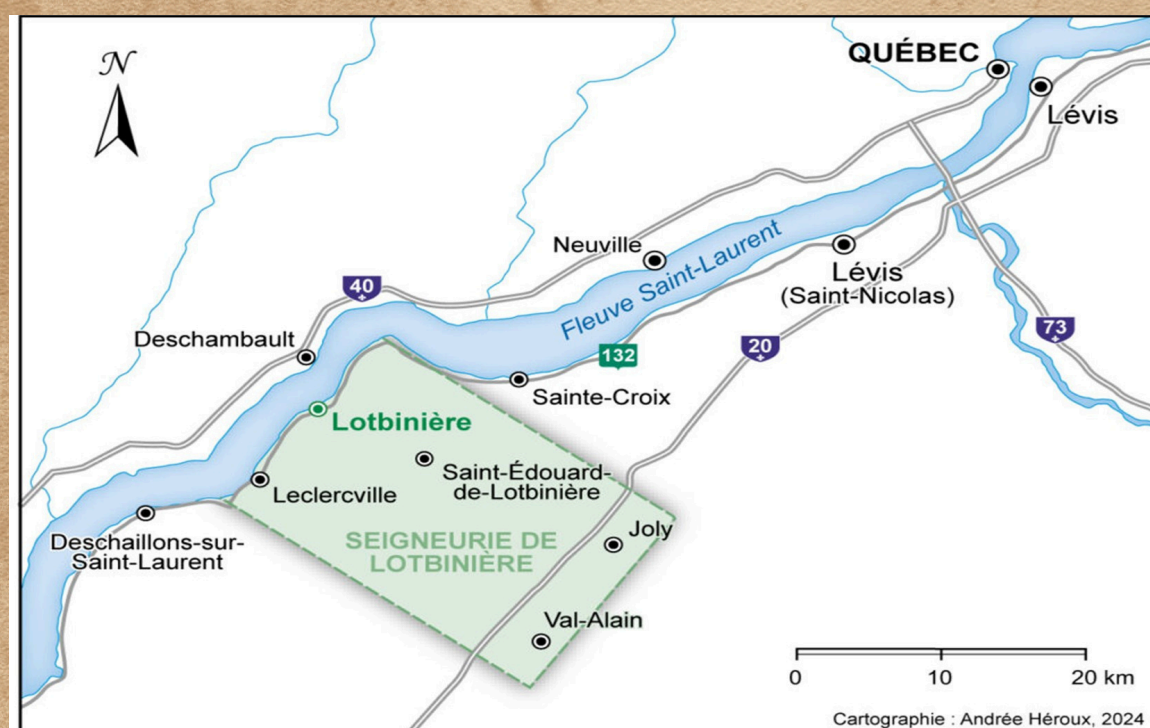 N
QUÉBEC
Lévis
Neuville
Fleuve Saint-Laurent
Lévis
(Saint-Nicolas)
40
73
Deschambault
20
132
Sainte-Croix
Lotbinière
Saint-Édouard-
de-Lotbinière
Leclercville
Deschaillons-sur-
Saint-Laurent
SEIGNEURIE DE
LOTBINIÈRE
Joly
Val-Alain
0 10 20 km
Cartographie : Andrée Héroux, 2024